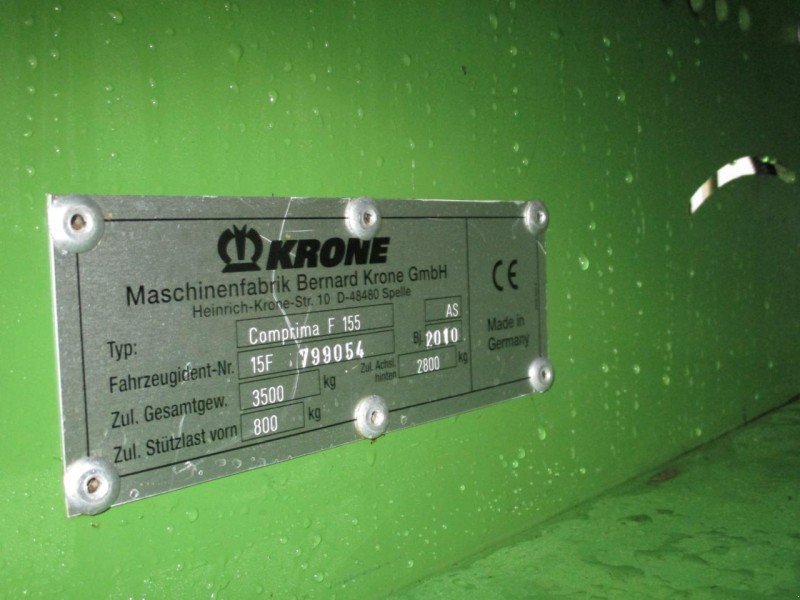 KRONE
Maschinenfabrik Bernard Krone GmbH
Heinrich-Krone-Str. 10 D-48480 Spelle
Typ: Comprima F 155 AS
Fahrzeugident-Nr. 15F 799054 Bj. 2010
Zul. Gesamtgew. 3500 kg Zul. Achsl. hinten 2800 kg
Zul. Stützlast vorn 800 kg
CE
Made in
Germany